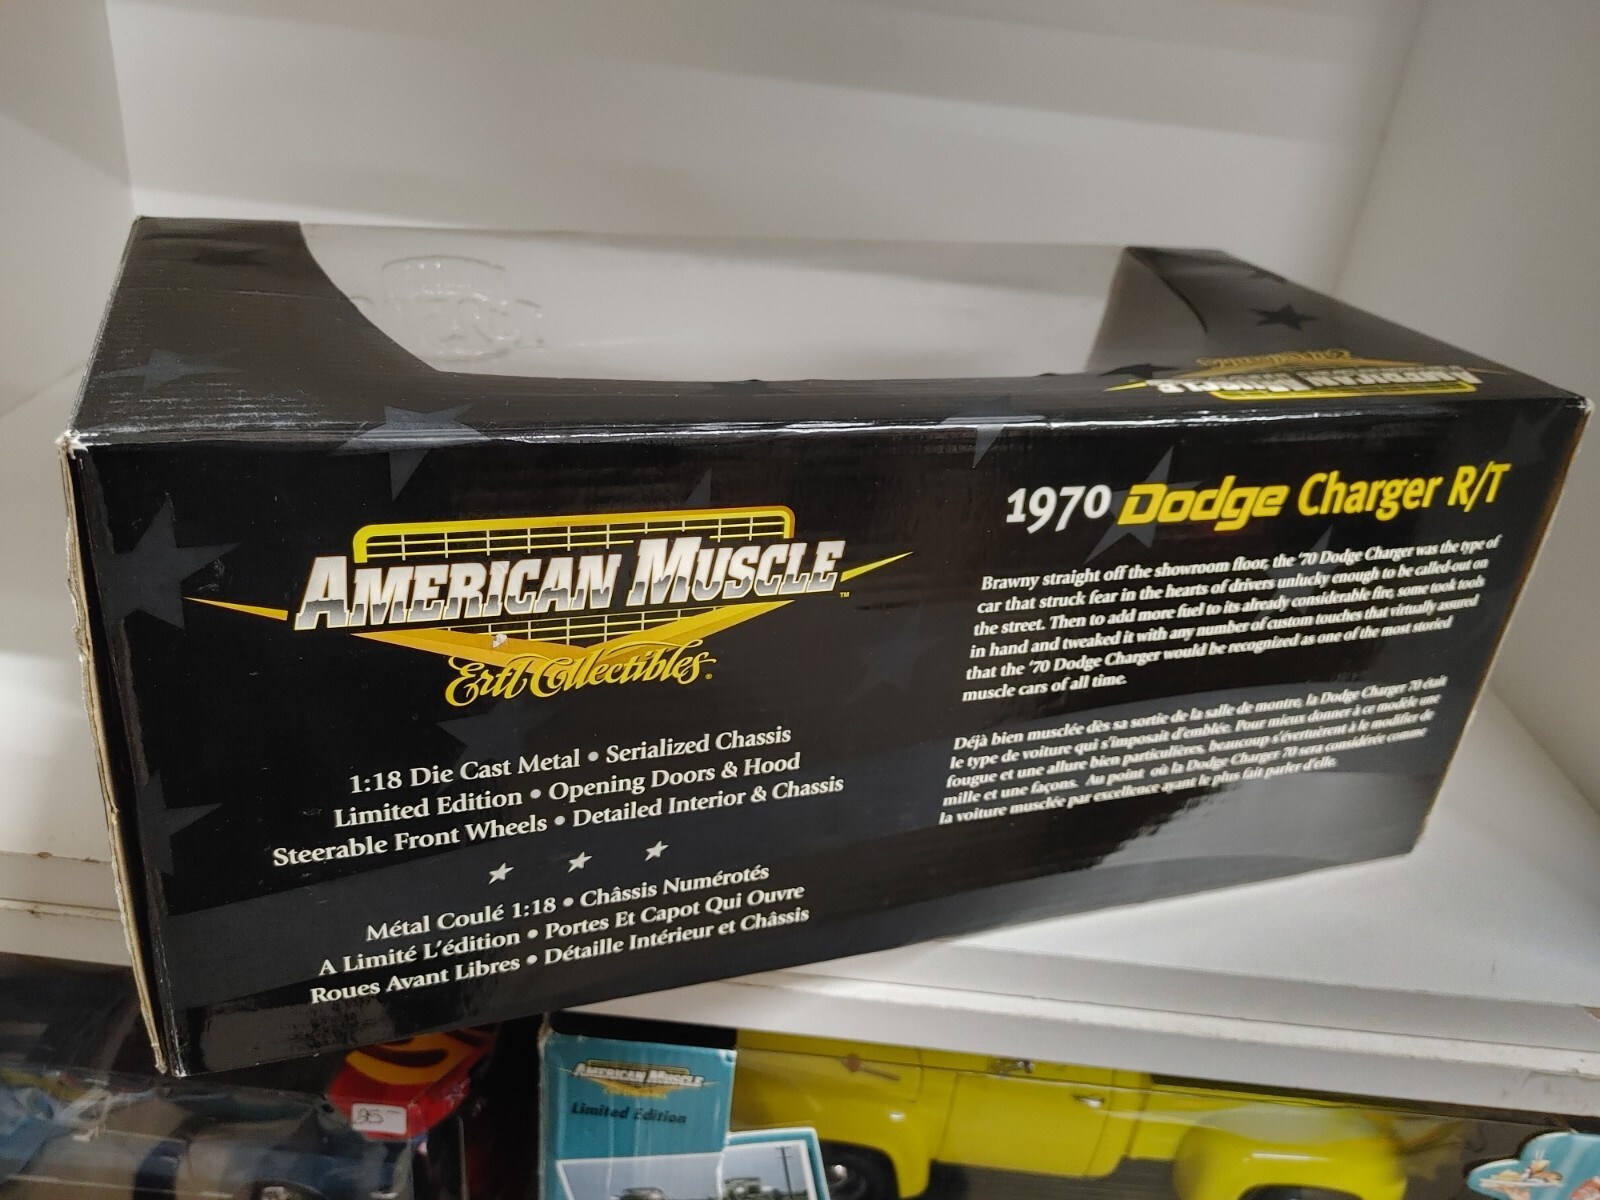 AMERICAN MUSCLE
Ertl Collectibles
AMERICAN MUSCLE™
Ertl Collectibles®
1:18 Die Cast Metal • Serialized Chassis
Limited Edition • Opening Doors & Hood
Steerable Front Wheels • Detailed Interior & Chassis
Métal Coulé 1:18 • Châssis Numérotés
A Limité L'édition • Portes Et Capot Qui Ouvre
Roues Avant Libres • Détaille Intérieur et Châssis
1970 Dodge Charger R/T
Brawny straight off the showroom floor, the '70 Dodge Charger was the type of
car that struck fear in the hearts of drivers unlucky enough to be called-out on
the street. Then to add more fuel to its already considerable fire, some took tools
in hand and tweaked it with any number of custom touches that virtually assured
that the '70 Dodge Charger would be recognized as one of the most storied
muscle cars of all time.
Déjà bien musclée dès sa sortie de la salle de montre, la Dodge Charger 70 était
le type de voiture qui s'imposait d'emblée. Pour mieux donner à ce modèle une
fougue et une allure bien particulières, beaucoup s'évertuèrent à le modifier de
mille et une façons. Au point où la Dodge Charger 70 sera considérée comme
la voiture musclée par excellence ayant le plus fait parler d'elle.
AMERICAN MUSCLE
Limited Edition